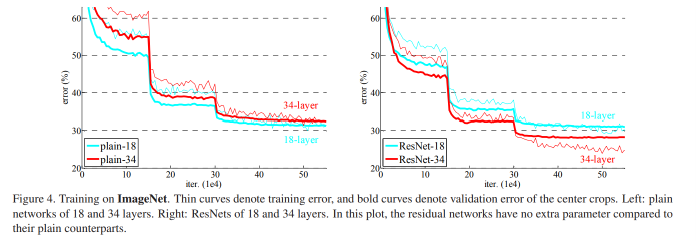 60
50
40
30
20
error (%)
0
10
20
30
40
50
iter. (1e4)
plain-18
plain-34
34-layer
18-layer
60
50
40
30
20
error (%)
0
10
20
30
40
50
iter. (1e4)
ResNet-18
ResNet-34
18-layer
34-layer
Figure 4. Training on ImageNet. Thin curves denote training error, and bold curves denote validation error of the center crops. Left: plain
networks of 18 and 34 layers. Right: ResNets of 18 and 34 layers. In this plot, the residual networks have no extra parameter compared to
their plain counterparts.